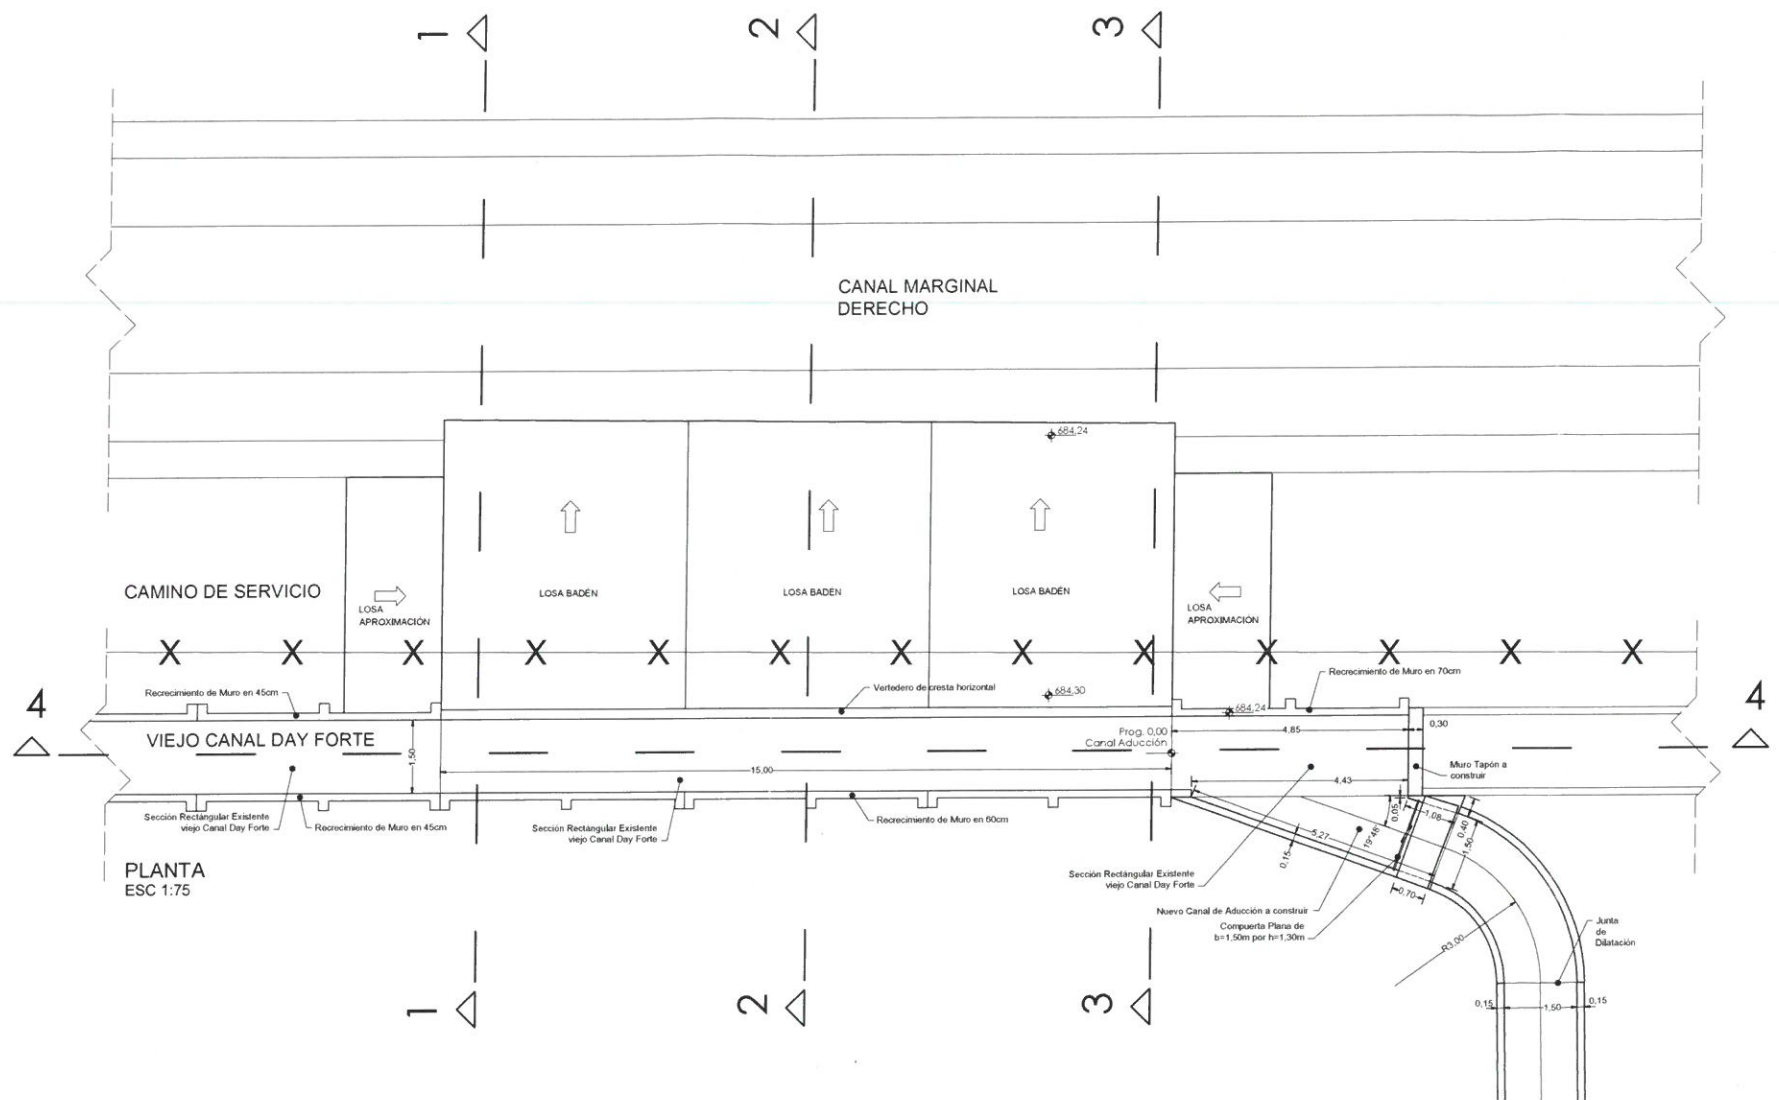 1
2
3
CANAL MARGINAL
DERECHO
684,24
CAMINO DE SERVICIO
LOSA
APROXIMACIÓN
LOSA BADÉN
LOSA BADÉN
LOSA BADÉN
LOSA
APROXIMACIÓN
X X X X X X X X X X X X X
Recrecimiento de Muro en 45cm
Vertedero de cresta horizontal
684,30
Recrecimiento de Muro en 70cm
684,24
4
4
VIEJO CANAL DAY FORTE
1,50
15,00
Prog. 0,00
Canal Aducción
4,85
0,30
4,43
Muro Tapón a
construir
Sección Rectángular Existente
viejo Canal Day Forte
Recrecimiento de Muro en 45cm
Sección Rectángular Existente
viejo Canal Day Forte
Recrecimiento de Muro en 60cm
0,05
1,08
0,40
1,50
5,27
19°48'
0,15
0,70
PLANTA
ESC 1:75
Sección Rectángular Existente
viejo Canal Day Forte
Nuevo Canal de Aducción a construir
Compuerta Plana de
b=1,50m por h=1,30m
R3,00
Junta
de
Dilatación
0,15
1,50
0,15
1
2
3